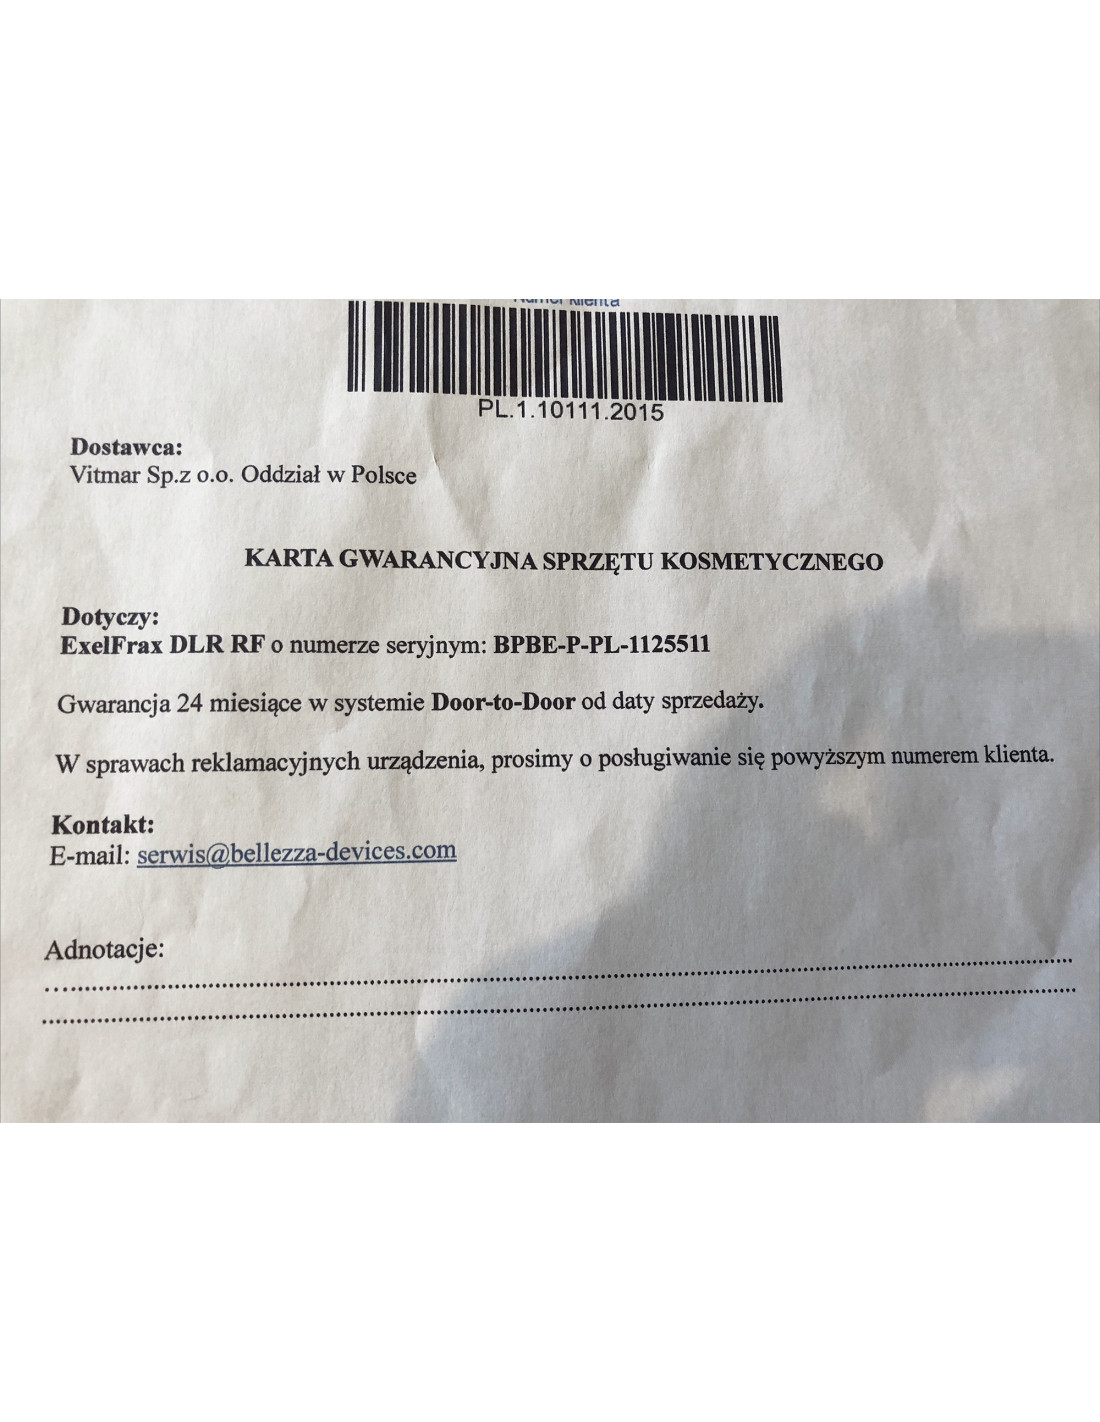 Numer klienta
PL.1.10111.2015
Dostawca:
Vitmar Sp.z o.o. Oddział w Polsce
KARTA GWARANCYJNA SPRZĘTU KOSMETYCZNEGO
Dotyczy:
ExelFrax DLR RF o numerze seryjnym: BPBE-P-PL-1125511
Gwarancja 24 miesiące w systemie Door-to-Door od daty sprzedaży.
W sprawach reklamacyjnych urządzenia, prosimy o posługiwanie się powyższym numerem klienta.
Kontakt:
E-mail: serwis@bellezza-devices.com
Adnotacje: